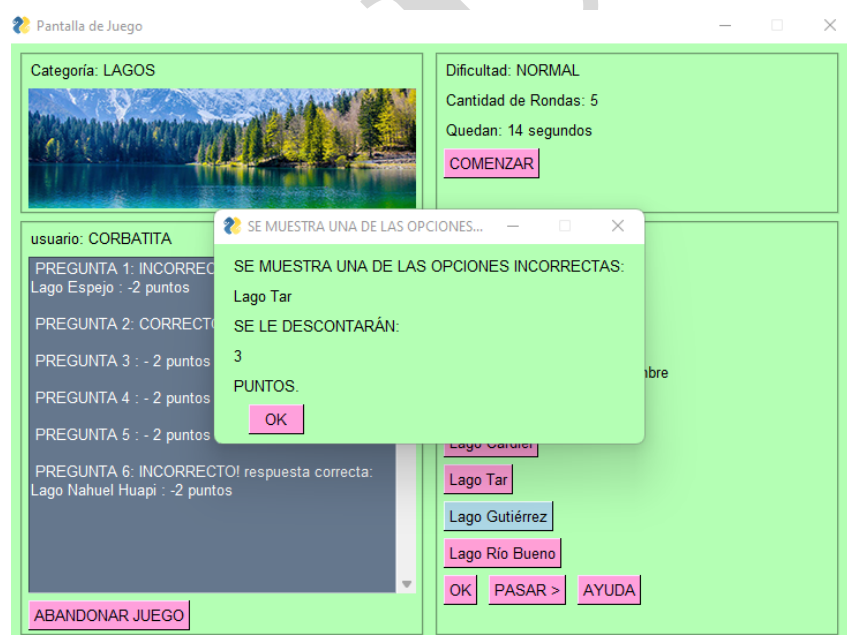 Pantalla de Juego
Categoría: LAGOS
Dificultad: NORMAL
Cantidad de Rondas: 5
Quedan: 14 segundos
COMENZAR
usuario: CORBATITA
PREGUNTA 1:
Lago Espejo : -2 puntos
PREGUNTA 2:
PREGUNTA 3 : - 2 puntos
PREGUNTA 4 : - 2 puntos
PREGUNTA 5 : - 2 puntos
PREGUNTA 6: INCORRECTO! respuesta correcta:
Lago Nahuel Huapi : -2 puntos
ABANDONAR JUEGO
SE MUESTRA UNA DE LAS OPCIONES...
SE MUESTRA UNA DE LAS OPCIONES INCORRECTAS:
Lago Tar
SE LE DESCONTARÁN:
3
PUNTOS.
OK
Lago Cardiel
Lago Tar
Lago Gutiérrez
Lago Río Bueno
OK PASAR > AYUDA